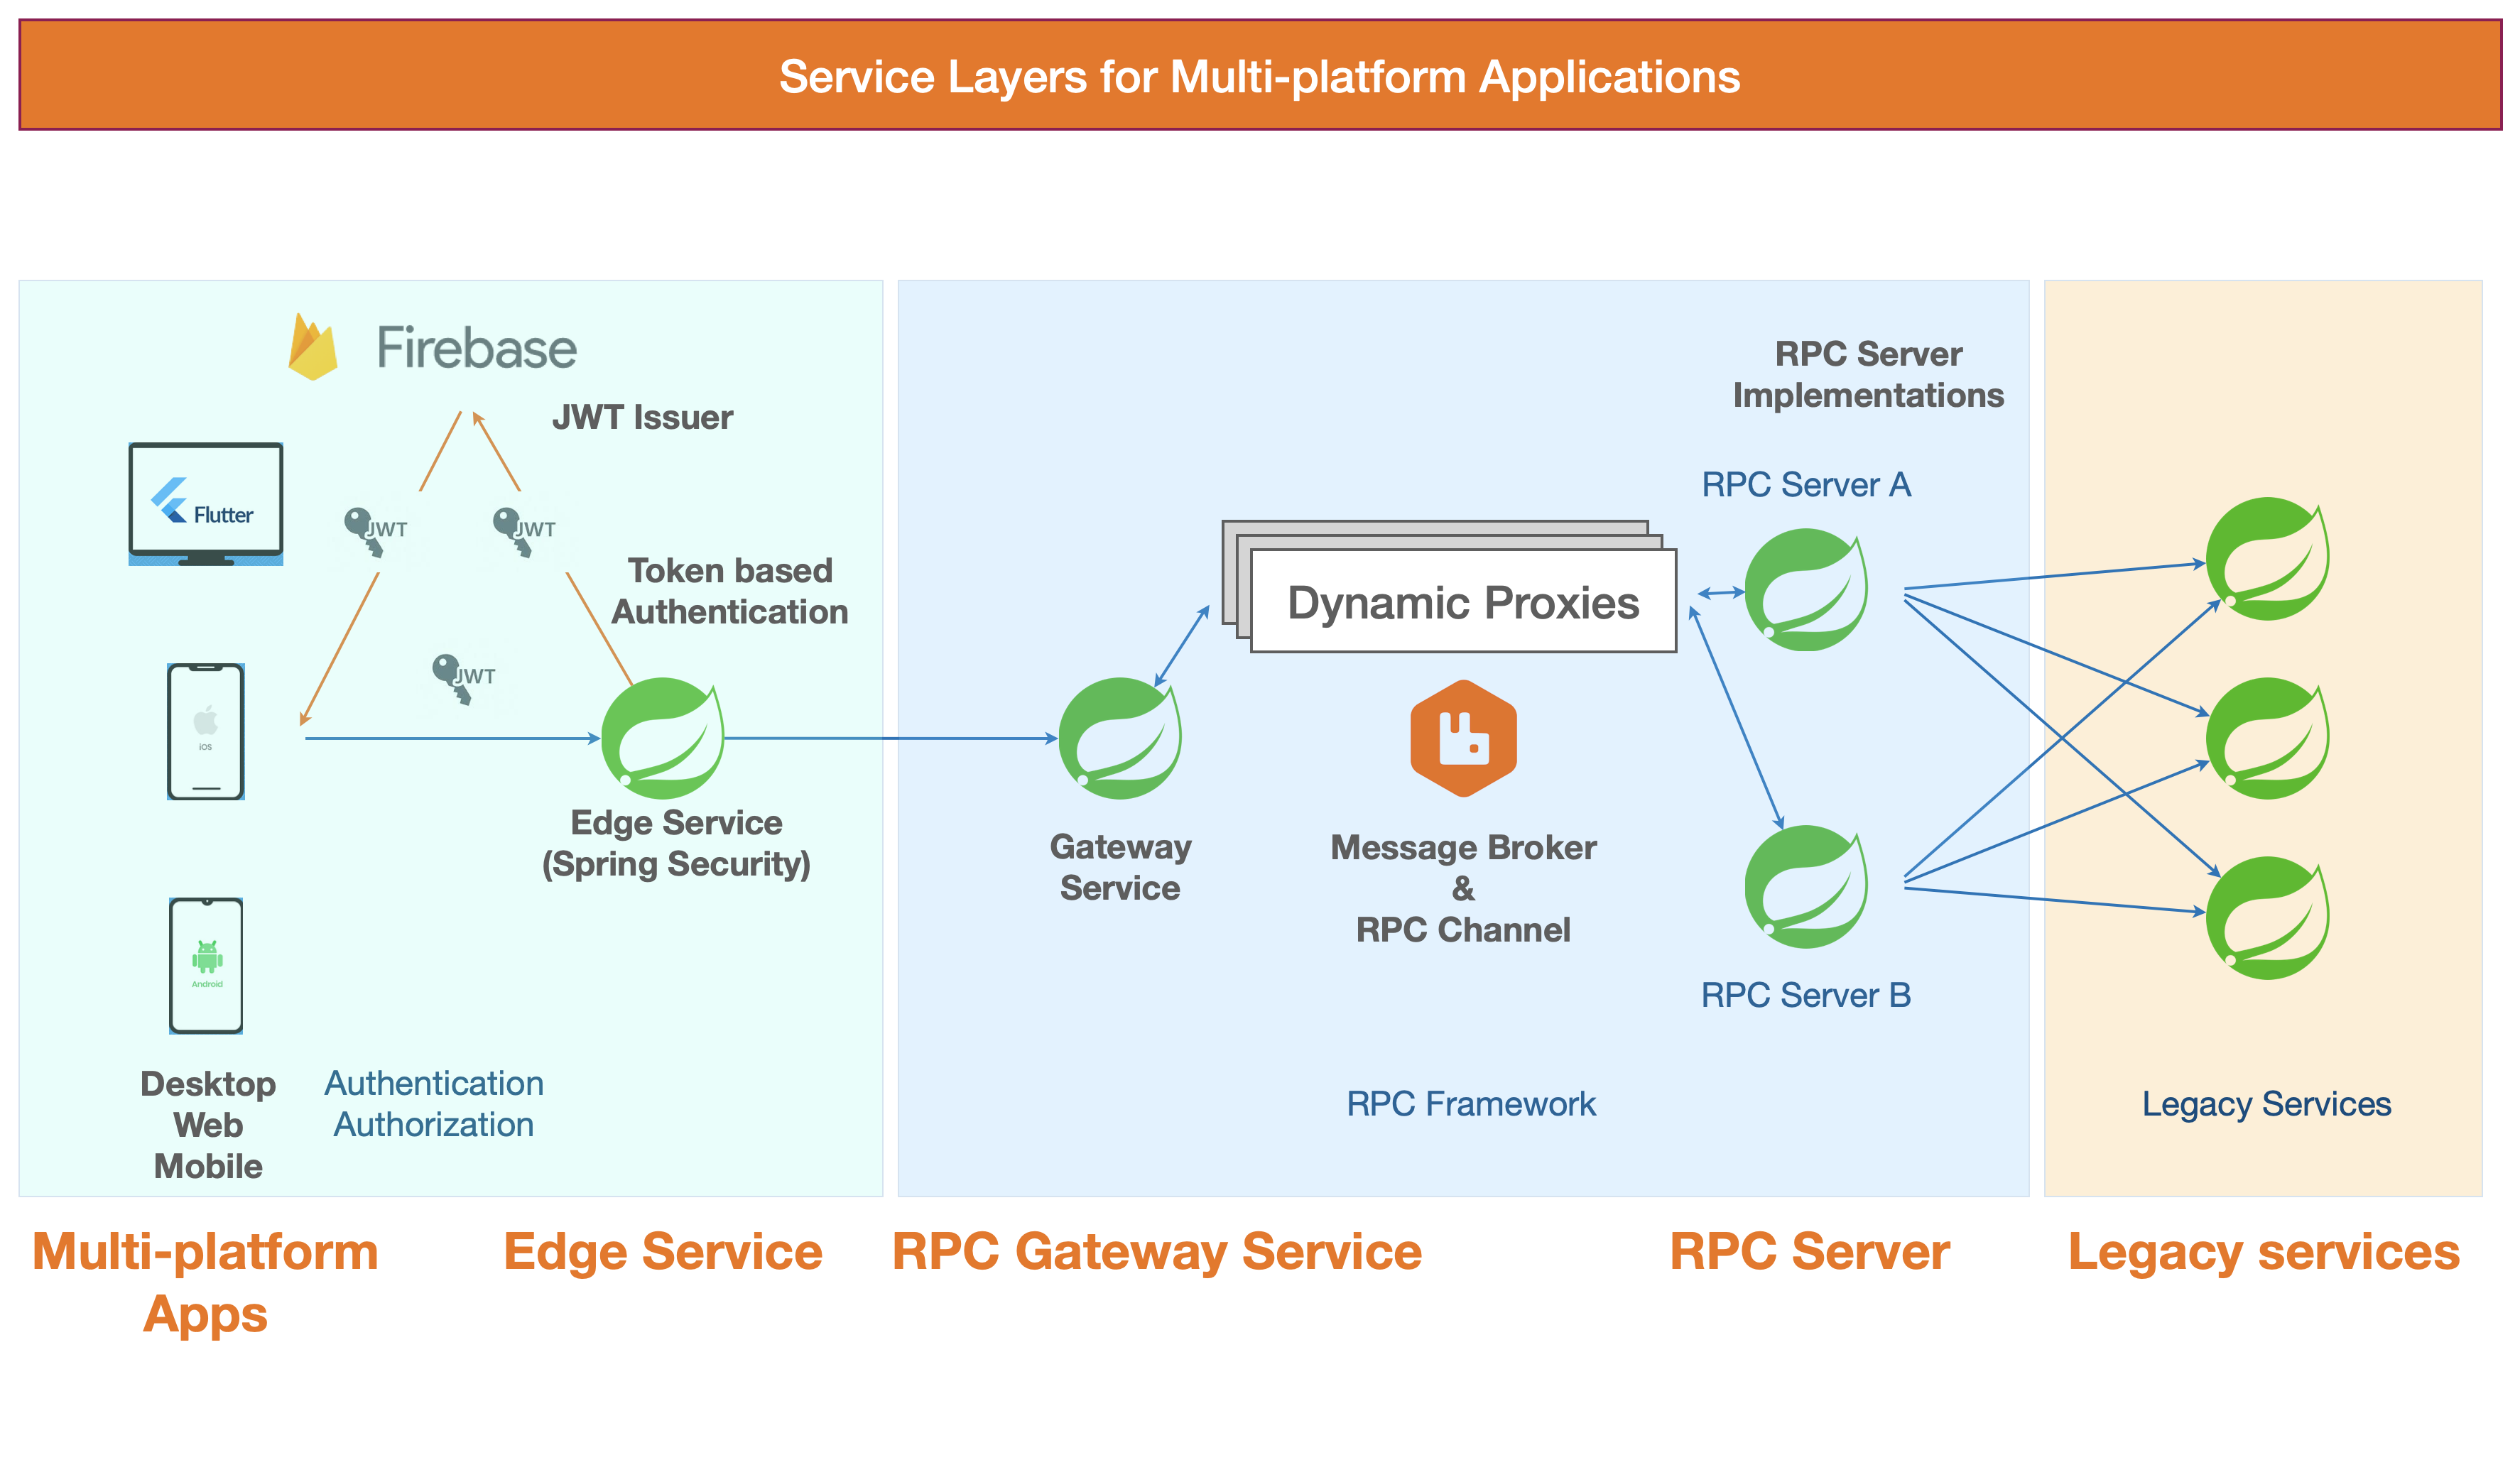 Service Layers for Multi-platform Applications
Firebase
JWT Issuer
Flutter
JWT
JWT
Token based
Authentication
JWT
iOS
Edge Service
(Spring Security)
Android
Desktop
Web
Mobile
Authentication
Authorization
RPC Server
Implementations
RPC Server A
Dynamic Proxies
Gateway
Service
Message Broker
&
RPC Channel
RPC Server B
RPC Framework
Legacy Services
Multi-platform
Apps
Edge Service
RPC Gateway Service
RPC Server
Legacy services